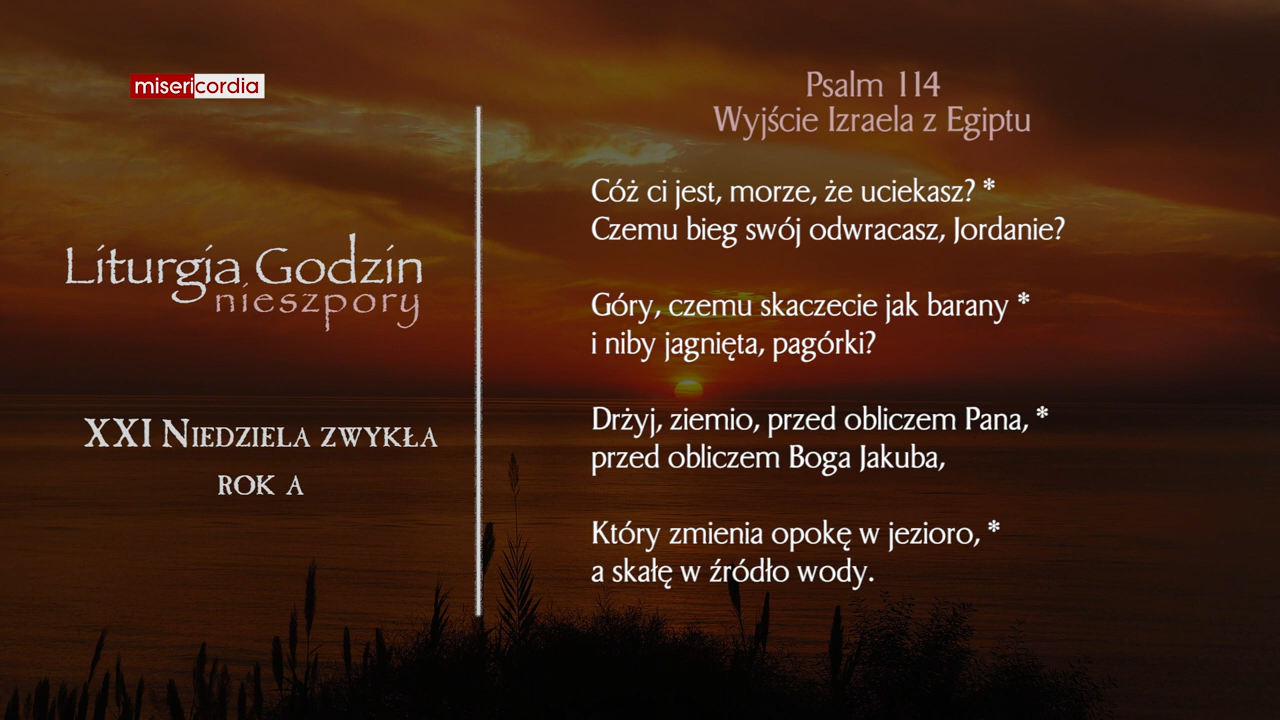 misericordia
Liturgia Godzin
nieszpory
XXI Niedziela zwykła
rok A
Psalm 114
Wyjście Izraela z Egiptu
Cóż ci jest, morze, że uciekasz? *
Czemu bieg swój odwracasz, Jordanie?
Góry, czemu skaczecie jak barany *
i niby jagnięta, pagórki?
Drżyj, ziemio, przed obliczem Pana, *
przed obliczem Boga Jakuba,
Który zmienia opokę w jezioro, *
a skałę w źródło wody.